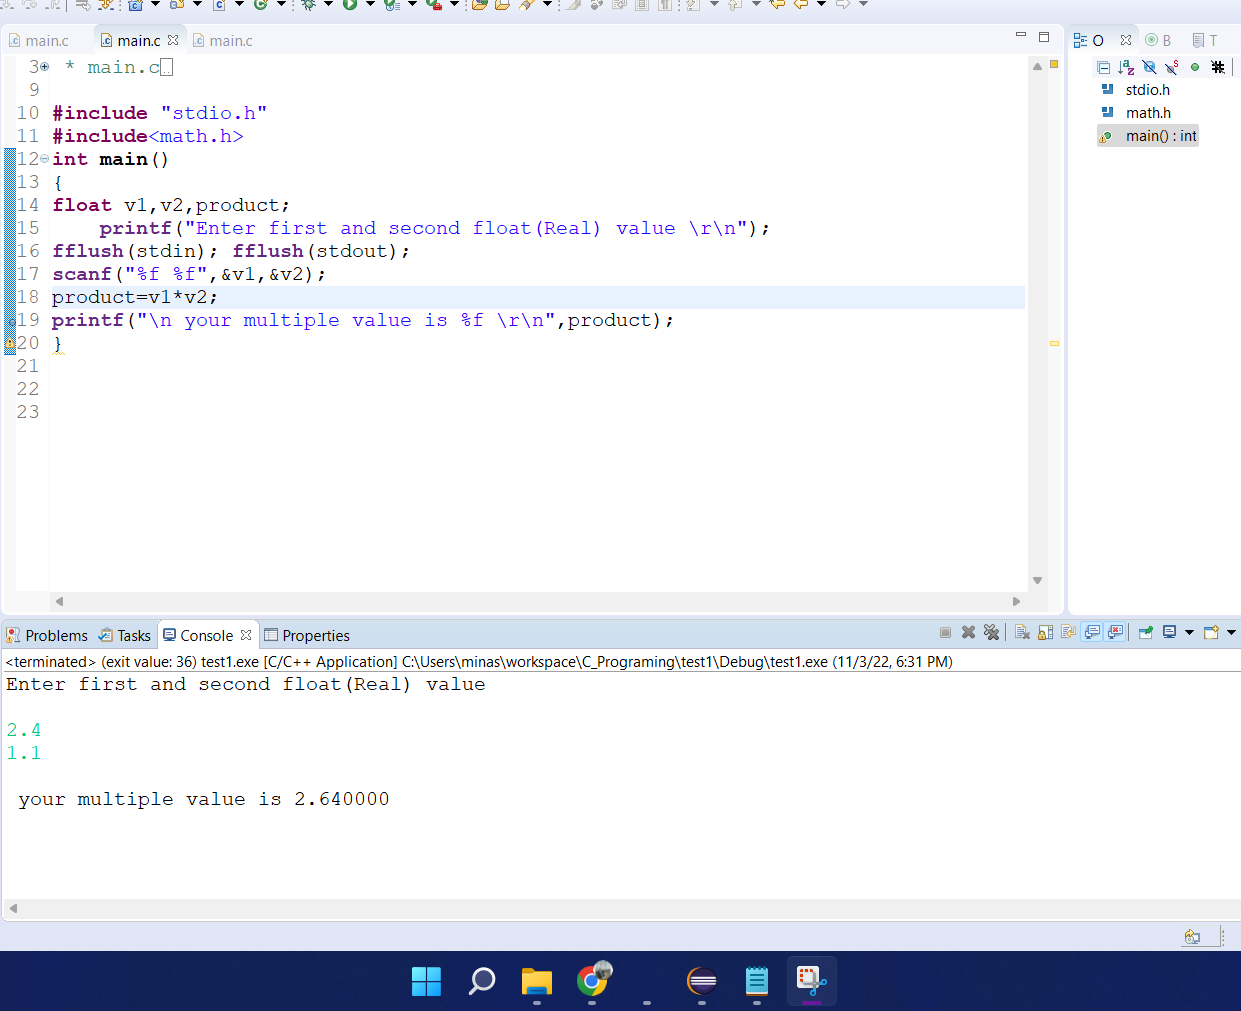 main.c
main.c
main.c
O
B
T
3 * main.c
9
10 #include "stdio.h"
11 #include<math.h>
12 int main()
13 {
14 float v1,v2,product;
15 printf("Enter first and second float(Real) value \r\n");
16 fflush(stdin); fflush(stdout);
17 scanf("%f %f",&v1,&v2);
18 product=v1*v2;
19 printf("\n your multiple value is %f \r\n",product);
20 }
21
22
23
stdio.h
math.h
main() : int
Problems Tasks Console Properties
<terminated> (exit value: 36) test1.exe [C/C++ Application] C:\Users\minas\workspace\C_Programing\test1\Debug\test1.exe (11/3/22, 6:31 PM)
Enter first and second float(Real) value
2.4
1.1
your multiple value is 2.640000